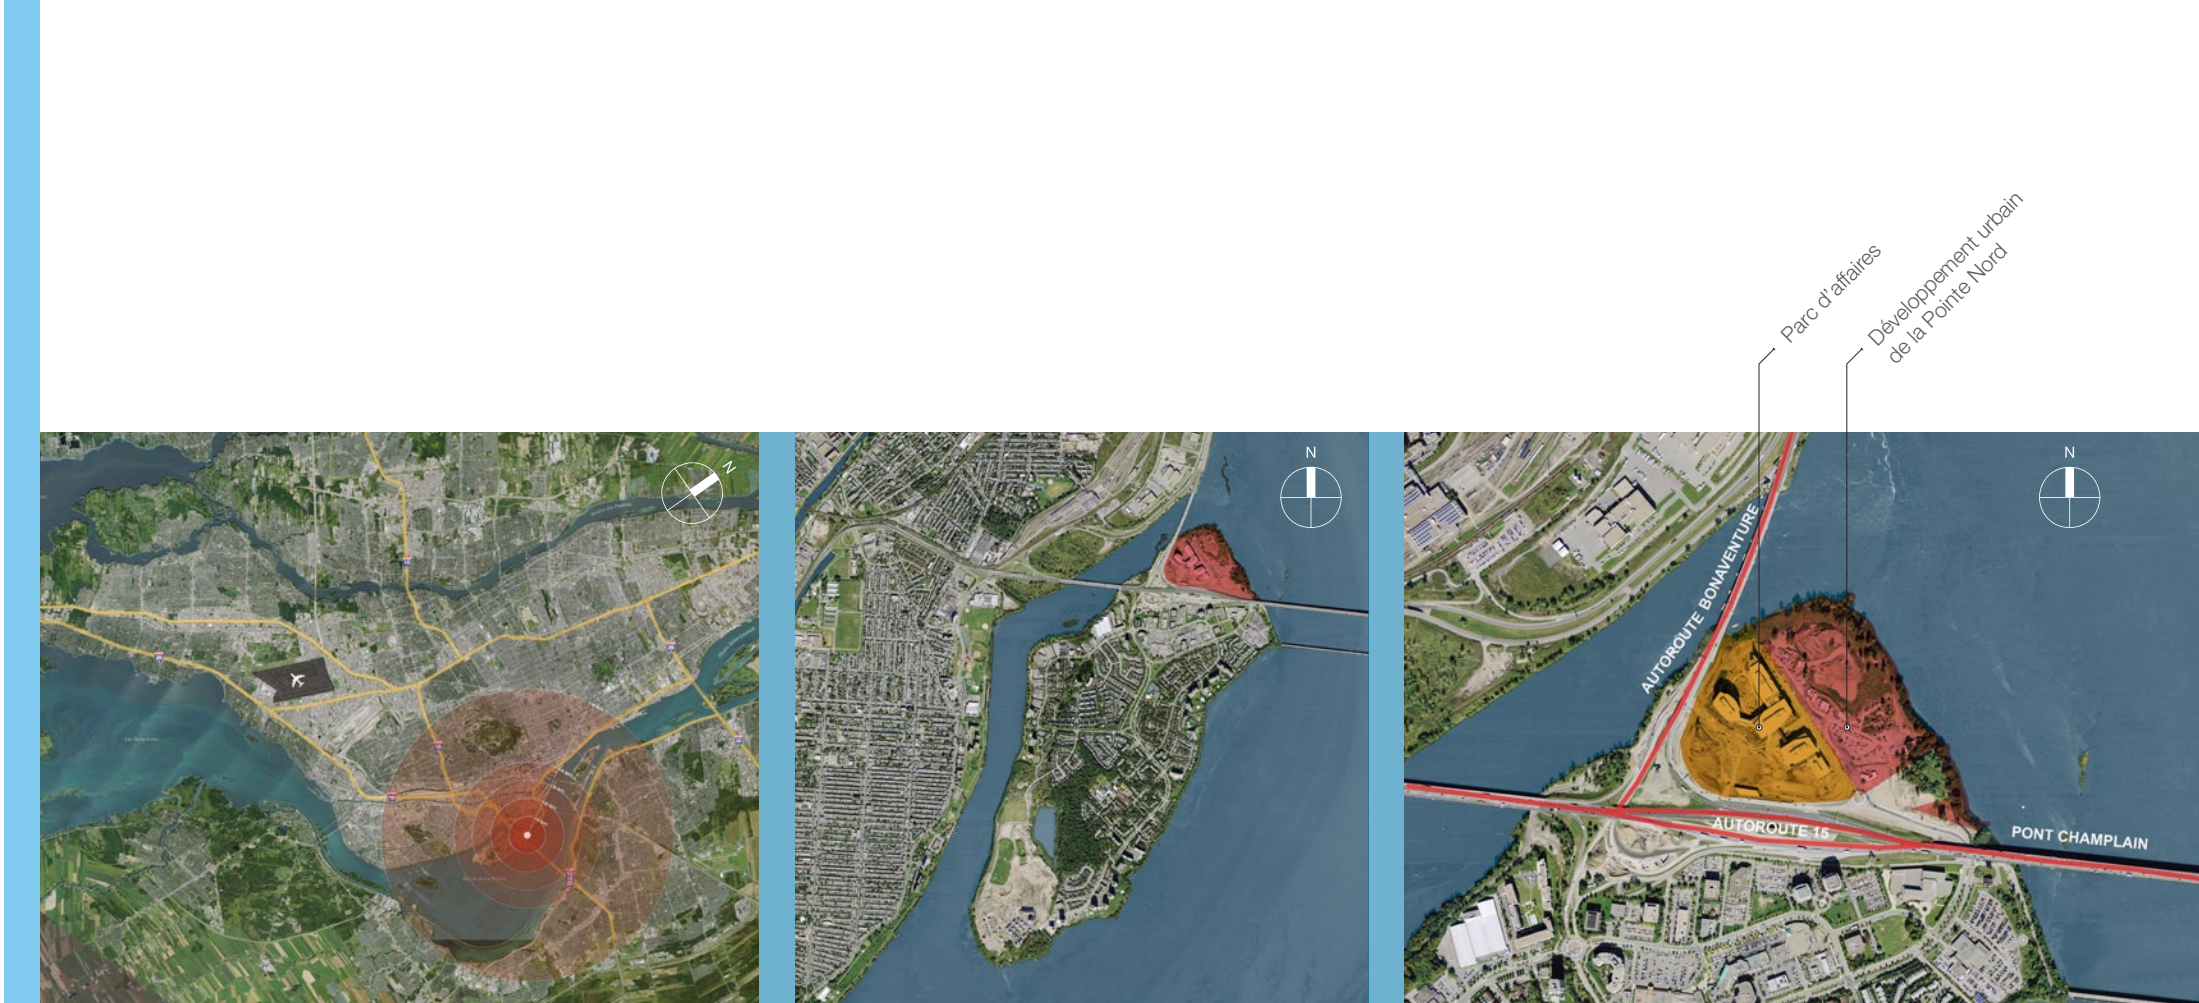 Parc d'affaires
Développement urbain
de la Pointe Nord
N
N
N
AUTOROUTE BONAVENTURE
AUTOROUTE 15
PONT CHAMPLAIN